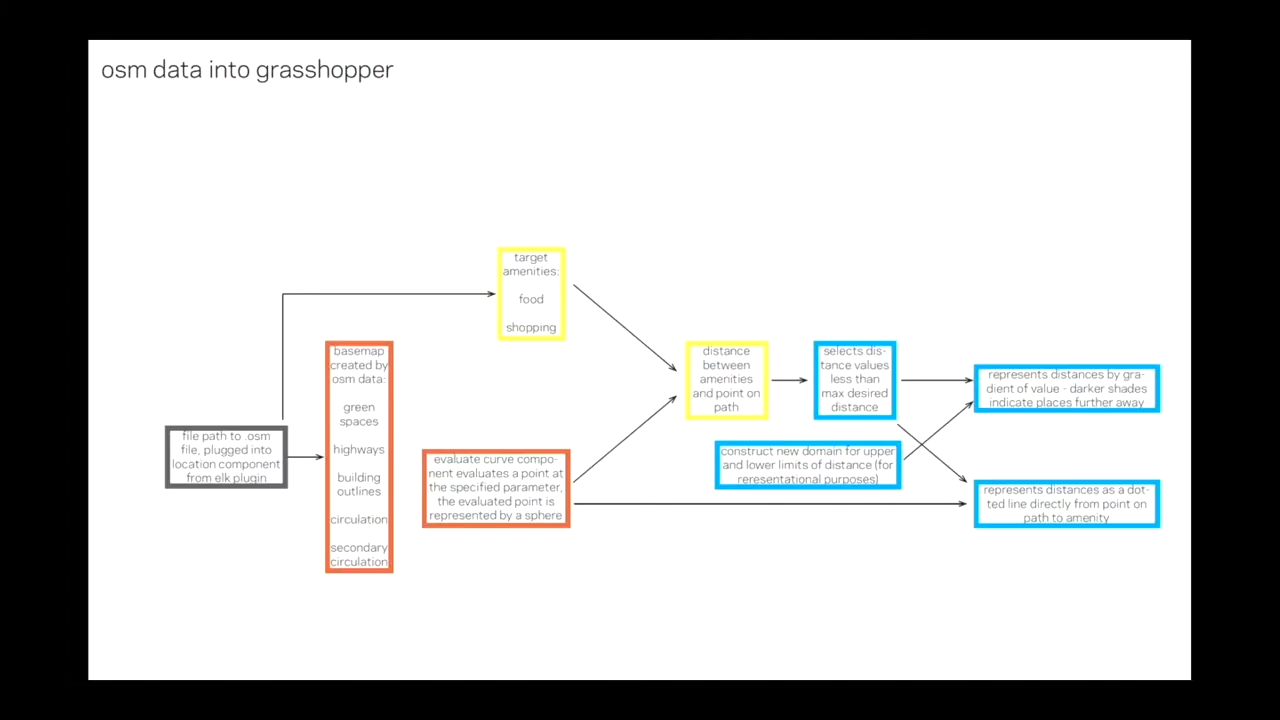 osm data into grasshopper
target
amenities:
food
shopping
file path to .osm
file, plugged into
location component
from elk plugin
basemap
created by
osm data:
green
spaces
highways
building
outlines
circulation
secondary
circulation
evaluate curve compo-
nent evaluates a point at
the specified parameter,
the evaluated point is
represented by a sphere
distance
between
amenities
and point on
path
selects dis-
tance values
less than
max desired
distance
construct new domain for upper
and lower limits of distance (for
reresentational purposes)
represents distances by gra-
dient of value - darker shades
indicate places further away
represents distances as a dot-
ted line directly from point on
path to amenity